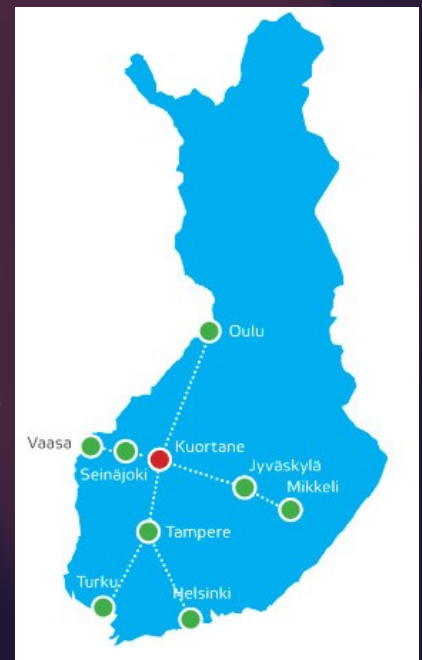 Oulu
Vaasa
Kuortane
Seinäjoki
Jyväskylä
Mikkeli
Tampere
Turku
Helsinki